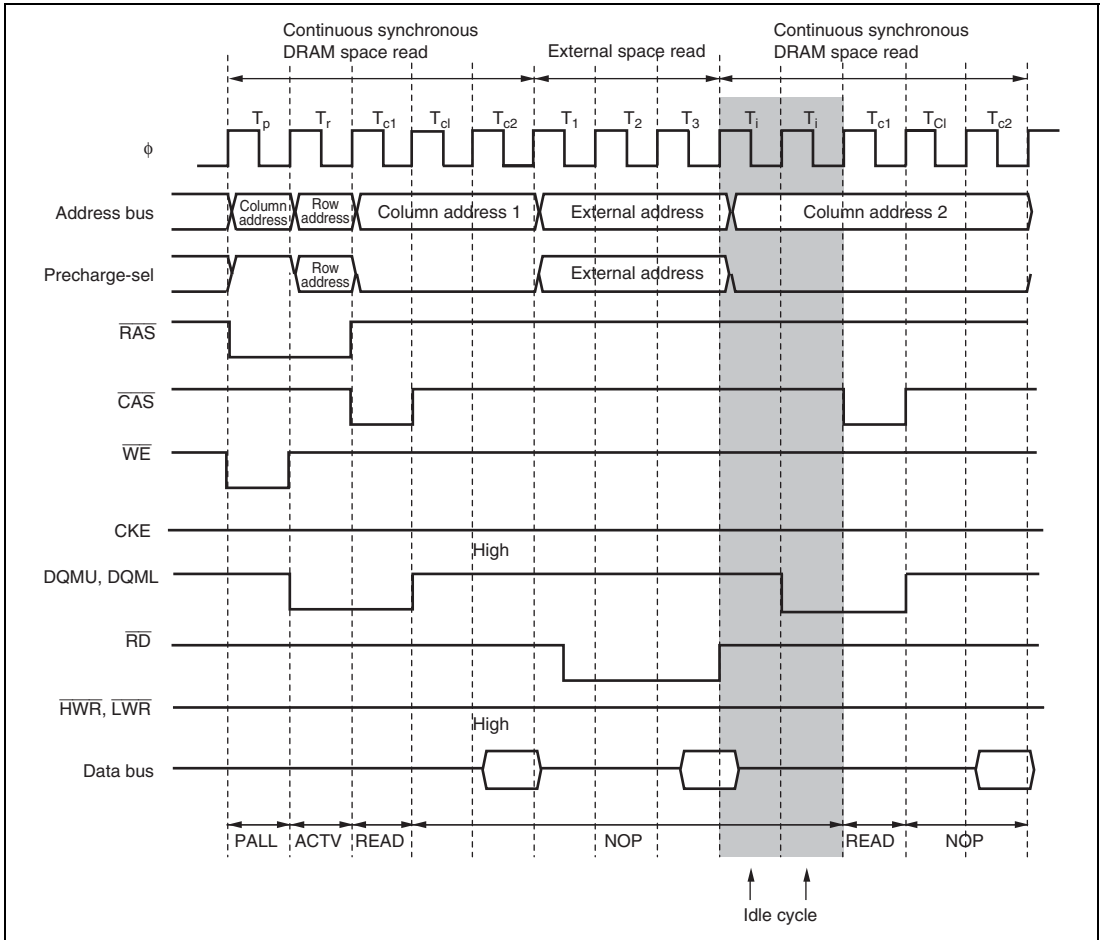 Continuous synchronous
DRAM space read
External space read
Continuous synchronous
DRAM space read
Tp Tr Tc1 Tcl Tc2 T1 T2 T3 Ti Ti Tc1 TCl Tc2
ϕ
Address bus
Column
address
Row
address
Column address 1
External address
Column address 2
Precharge-sel
Row
address
External address
RAS
CAS
WE
CKE
High
DQMU, DQML
RD
HWR, LWR
High
Data bus
PALL ACTV READ NOP READ NOP
Idle cycle